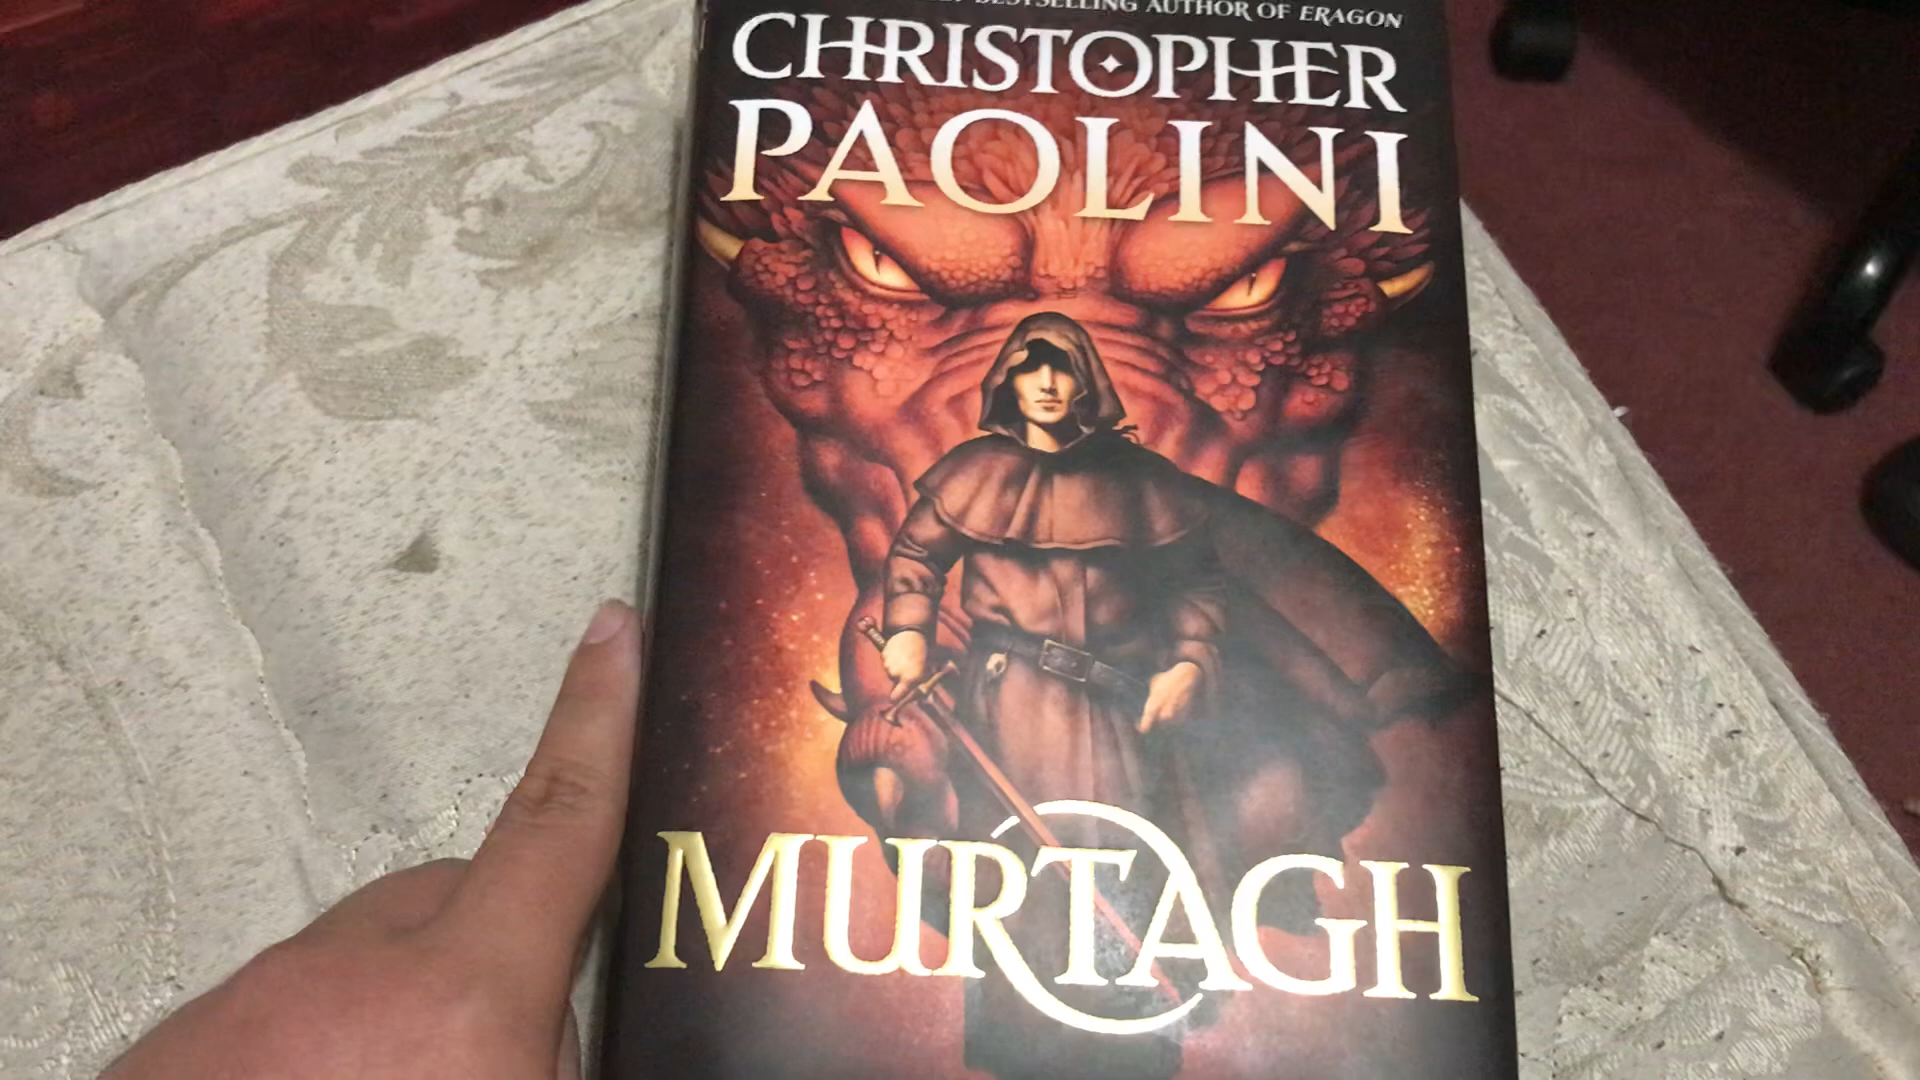 BESTSELLING AUTHOR OF ERAGON
CHRISTOPHER
PAOLINI
MURTAGH